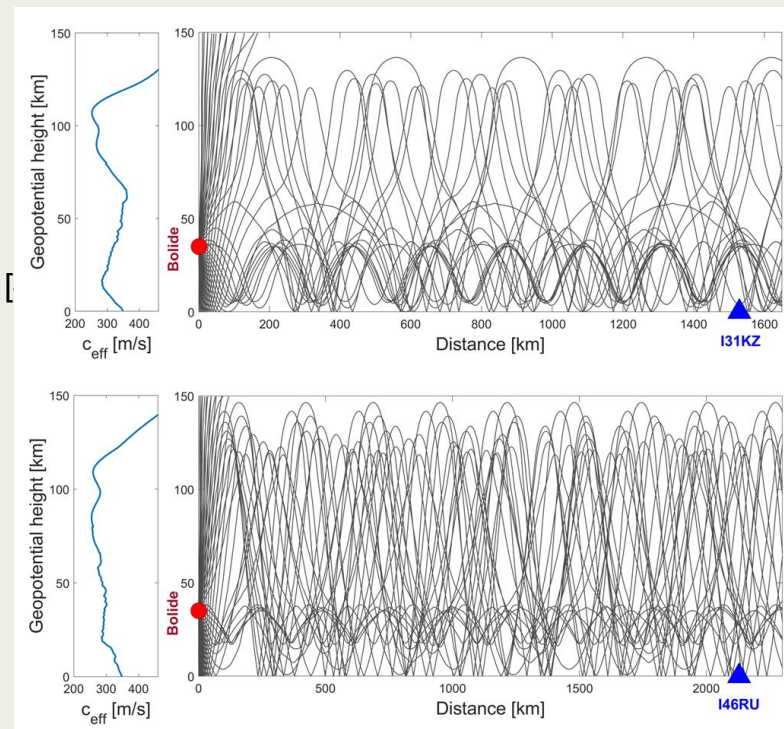 150
100
50
0
Geopotential height [km]
200 300 400
c_eff [m/s]
150
100
50
0
Bolide
0 200 400 600 800 1000 1200 1400 1600
Distance [km]
I31KZ
[
150
100
50
0
Geopotential height [km]
200 300 400
c_eff [m/s]
150
100
50
0
Bolide
0 500 1000 1500 2000
Distance [km]
I46RU